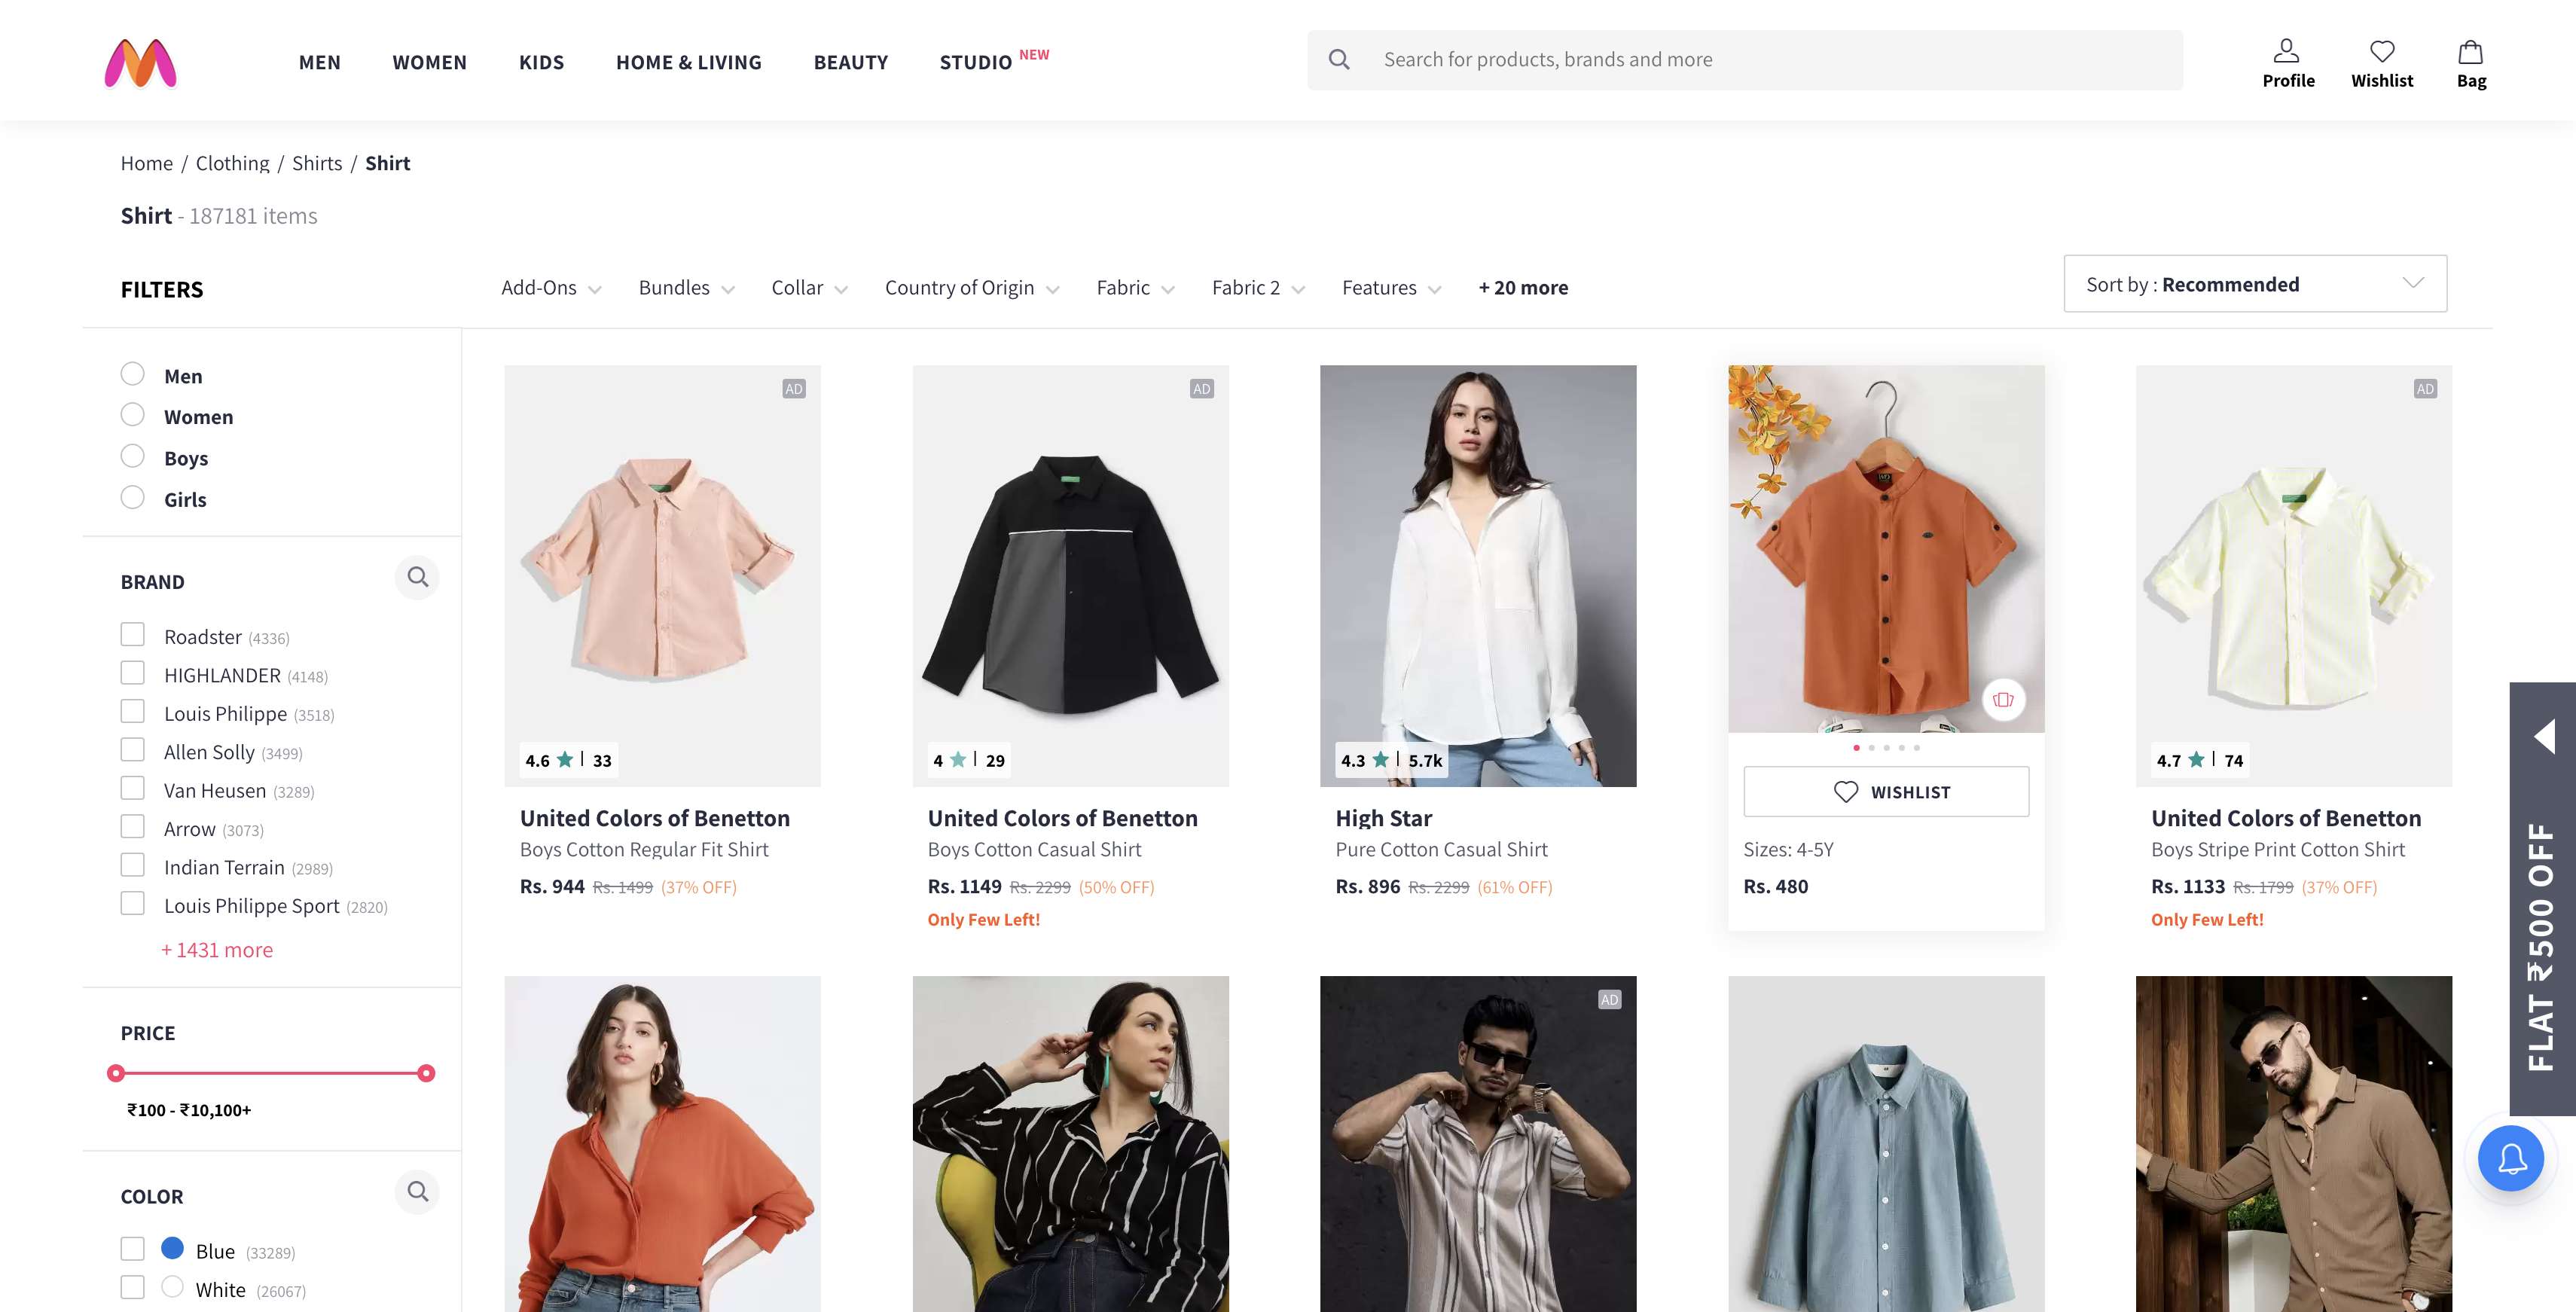 MEN WOMEN KIDS HOME & LIVING BEAUTY STUDIO NEW
Search for products, brands and more
Profile Wishlist Bag
Home / Clothing / Shirts / Shirt
Shirt - 187181 items
FILTERS
Add-Ons Bundles Collar Country of Origin Fabric Fabric 2 Features + 20 more
Sort by : Recommended
Men
Women
Boys
Girls
BRAND
Roadster (4336)
HIGHLANDER (4148)
Louis Philippe (3518)
Allen Solly (3499)
Van Heusen (3289)
Arrow (3073)
Indian Terrain (2989)
Louis Philippe Sport (2820)
+ 1431 more
PRICE
₹100 - ₹10,100+
COLOR
Blue (33289)
White (26067)
AD
4.6 | 33
United Colors of Benetton
Boys Cotton Regular Fit Shirt
Rs. 944 Rs. 1499 (37% OFF)
AD
4 | 29
United Colors of Benetton
Boys Cotton Casual Shirt
Rs. 1149 Rs. 2299 (50% OFF)
Only Few Left!
4.3 | 5.7k
High Star
Pure Cotton Casual Shirt
Rs. 896 Rs. 2299 (61% OFF)
WISHLIST
Sizes: 4-5Y
Rs. 480
AD
4.7 | 74
United Colors of Benetton
Boys Stripe Print Cotton Shirt
Rs. 1133 Rs. 1799 (37% OFF)
Only Few Left!
AD
FLAT ₹500 OFF